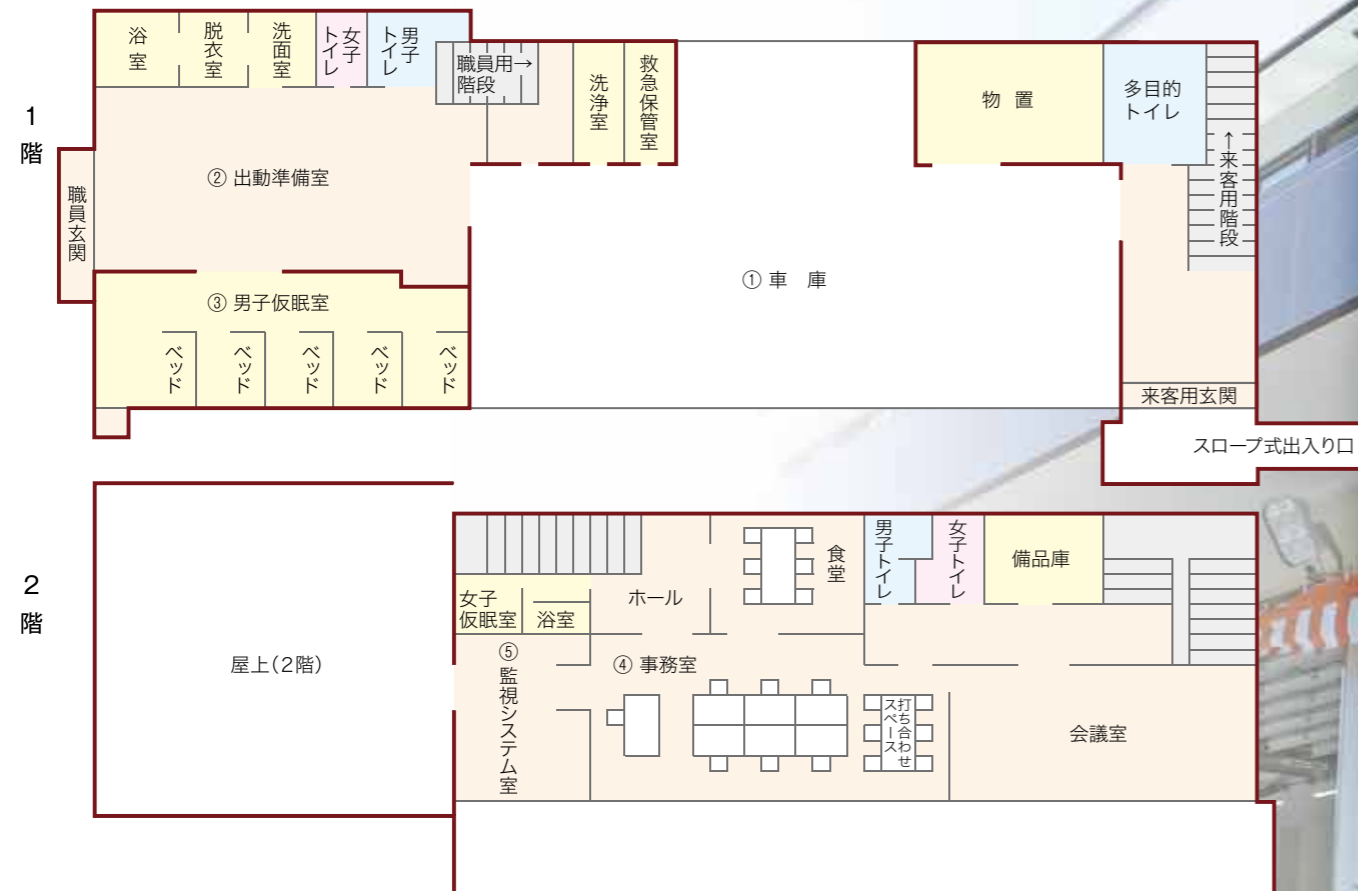 1階
浴室
脱衣室
洗面室
女子トイレ
男子トイレ
職員用→
階段
洗浄室
救急保管室
物 置
多目的
トイレ
↑来客用階段
職員玄関
② 出動準備室
③ 男子仮眠室
ベッド
ベッド
ベッド
ベッド
ベッド
① 車 庫
来客用玄関
スロープ式出入り口
2階
屋上(2階)
女子
仮眠室
浴室
ホール
食堂
男子トイレ
女子トイレ
備品庫
⑤監視システム室
④ 事務室
打ち合わせ
スペース
会議室